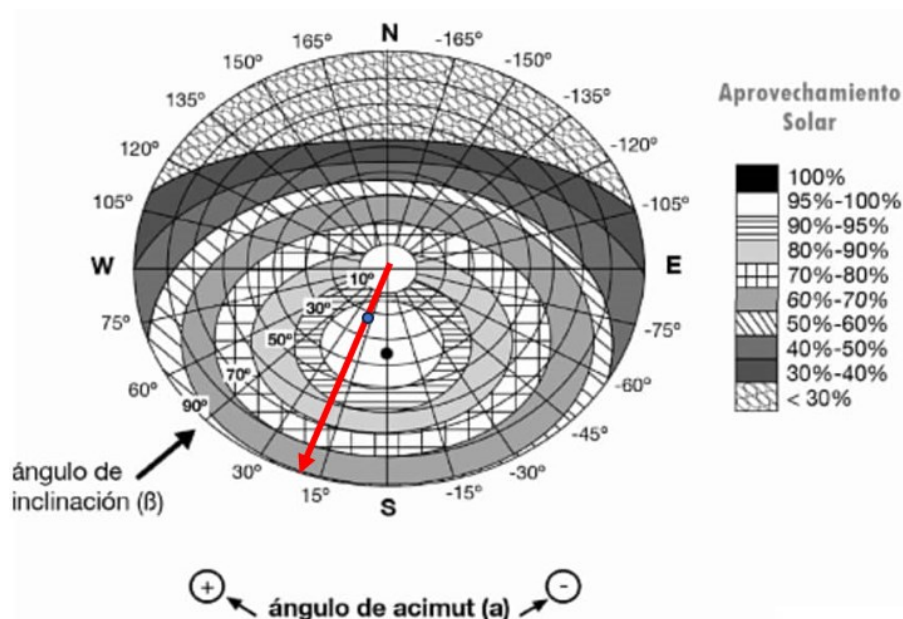 N
165º
-165º
150º
-150º
135º
-135º
120º
-120º
105º
-105º
W
E
75º
-75º
60º
-60º
-45º
30º
-30º
15º
-15º
S
10º
30º
50º
70º
90º
ángulo de
inclinación (ß)
+
ángulo de acimut (a)
-
Aprovechamiento
Solar
100%
95%-100%
90%-95%
80%-90%
70%-80%
60%-70%
50%-60%
40%-50%
30%-40%
< 30%